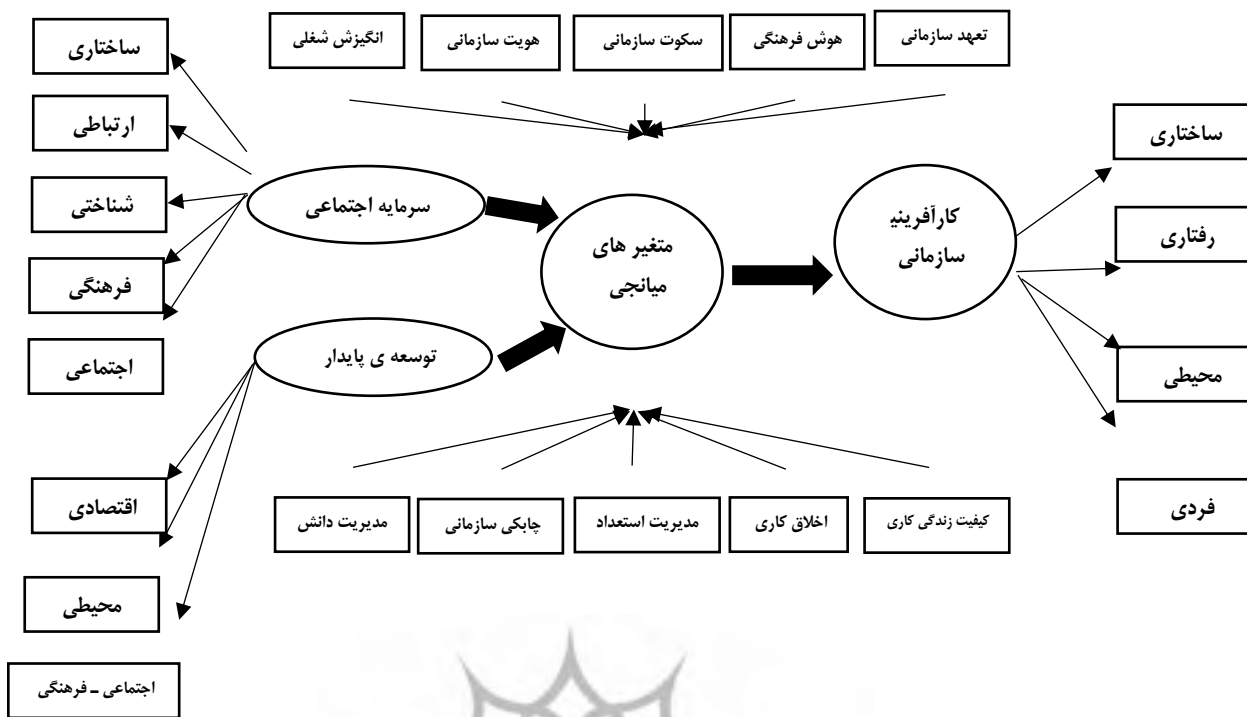 تعهد سازمانی
هوش فرهنگی
سکوت سازمانی
هویت سازمانی
انگیزش شغلی
ساختاری
ارتباطی
شناختی
فرهنگی
اجتماعی
سرمایه اجتماعی
توسعه ی پایدار
متغیر های
میانجی
کارآفرینی
سازمانی
ساختاری
رفتاری
محیطی
فردی
اقتصادی
محیطی
اجتماعی ـ فرهنگی
کیفیت زندگی کاری
اخلاق کاری
مدیریت استعداد
چابکی سازمانی
مدیریت دانش